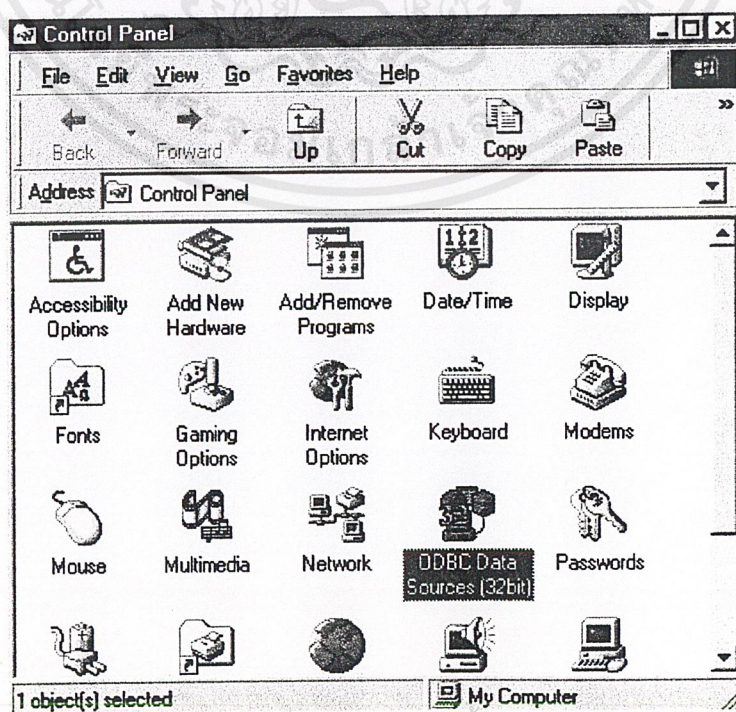 Control Panel
File Edit View Go Favorites Help
Back Forward Up Cut Copy Paste »
Address Control Panel
Accessibility Options
Add New Hardware
Add/Remove Programs
Date/Time
Display
Fonts
Gaming Options
Internet Options
Keyboard
Modems
Mouse
Multimedia
Network
ODBC Data Sources (32bit)
Passwords
1 object(s) selected
My Computer